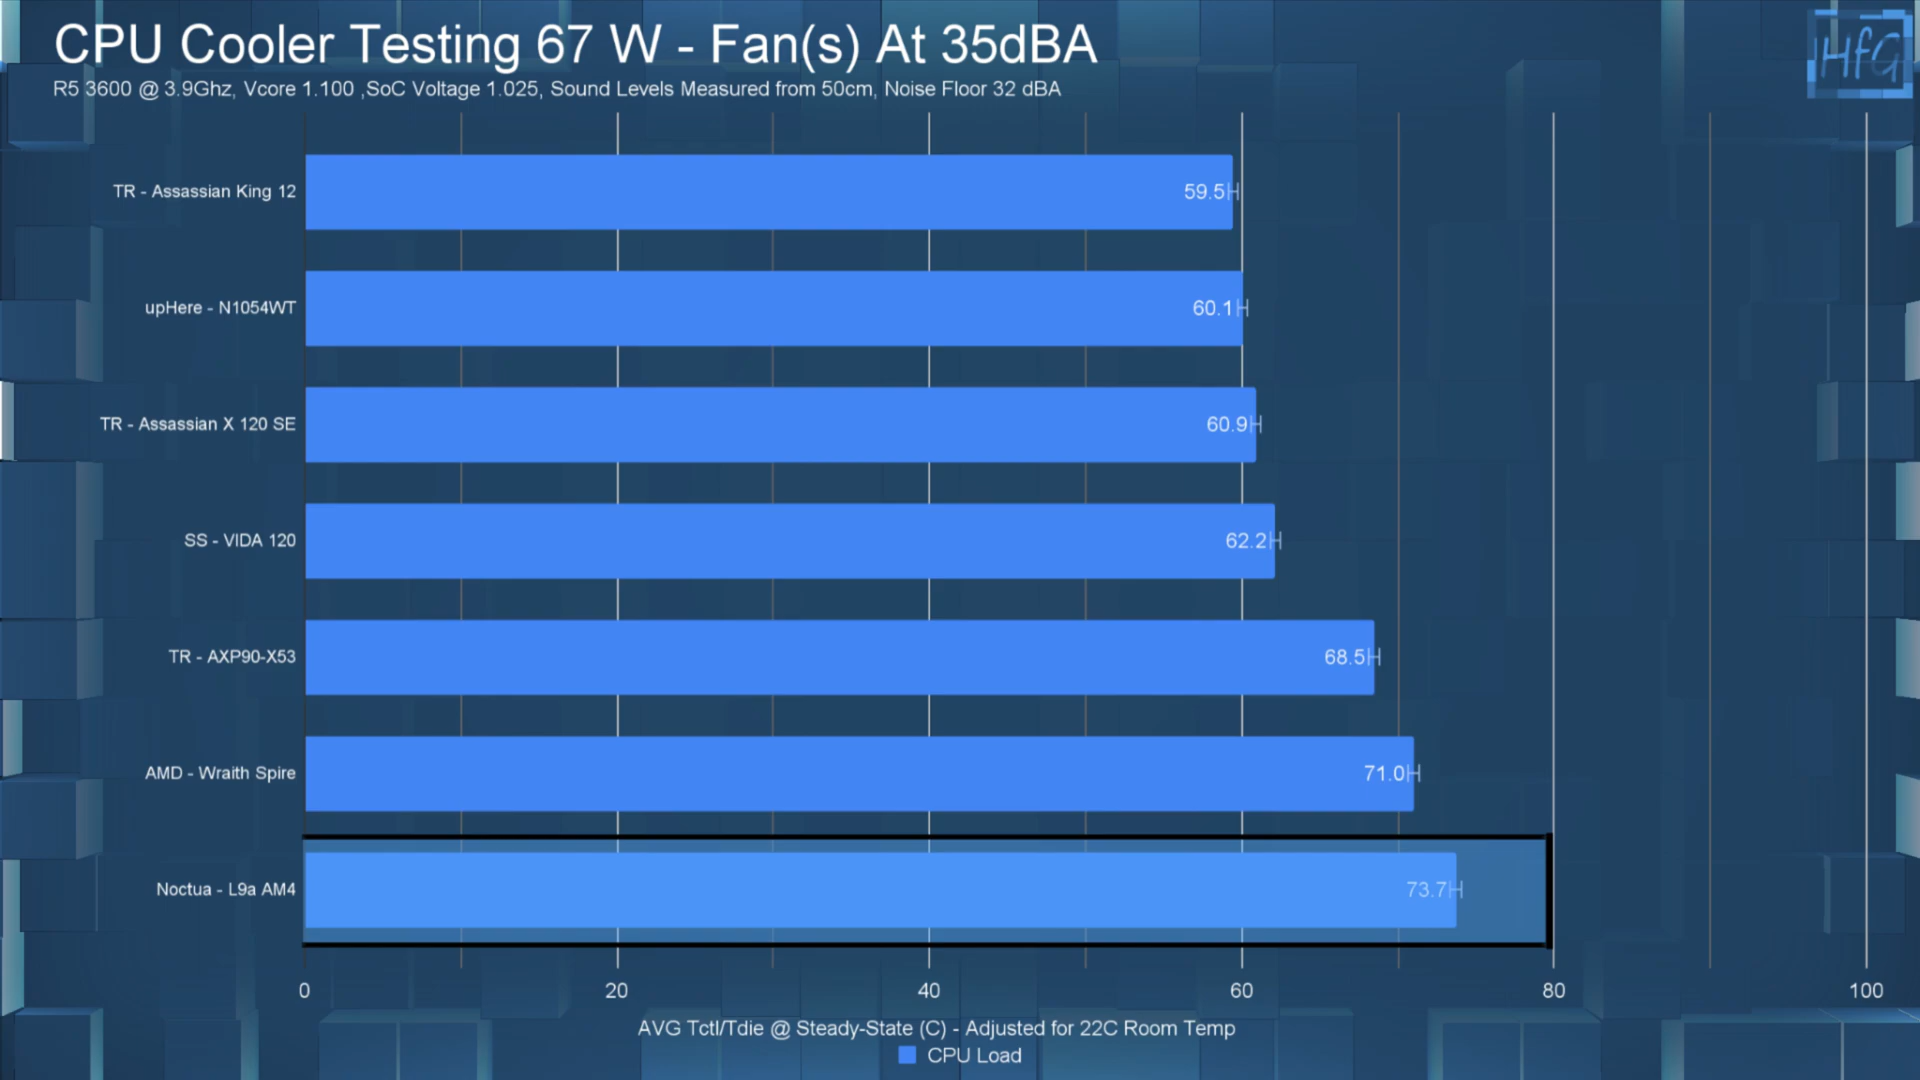 CPU Cooler Testing 67 W - Fan(s) At 35dBA
R5 3600 @ 3.9Ghz, Vcore 1.100 ,SoC Voltage 1.025, Sound Levels Measured from 50cm, Noise Floor 32 dBA
HfG
TR - Assassian King 12 59.5
upHere - N1054WT 60.1
TR - Assassian X 120 SE 60.9
SS - VIDA 120 62.2
TR - AXP90-X53 68.5
AMD - Wraith Spire 71.0
Noctua - L9a AM4 73.7
0 20 40 60 80 100
AVG Tctl/Tdie @ Steady-State (C) - Adjusted for 22C Room Temp
CPU Load